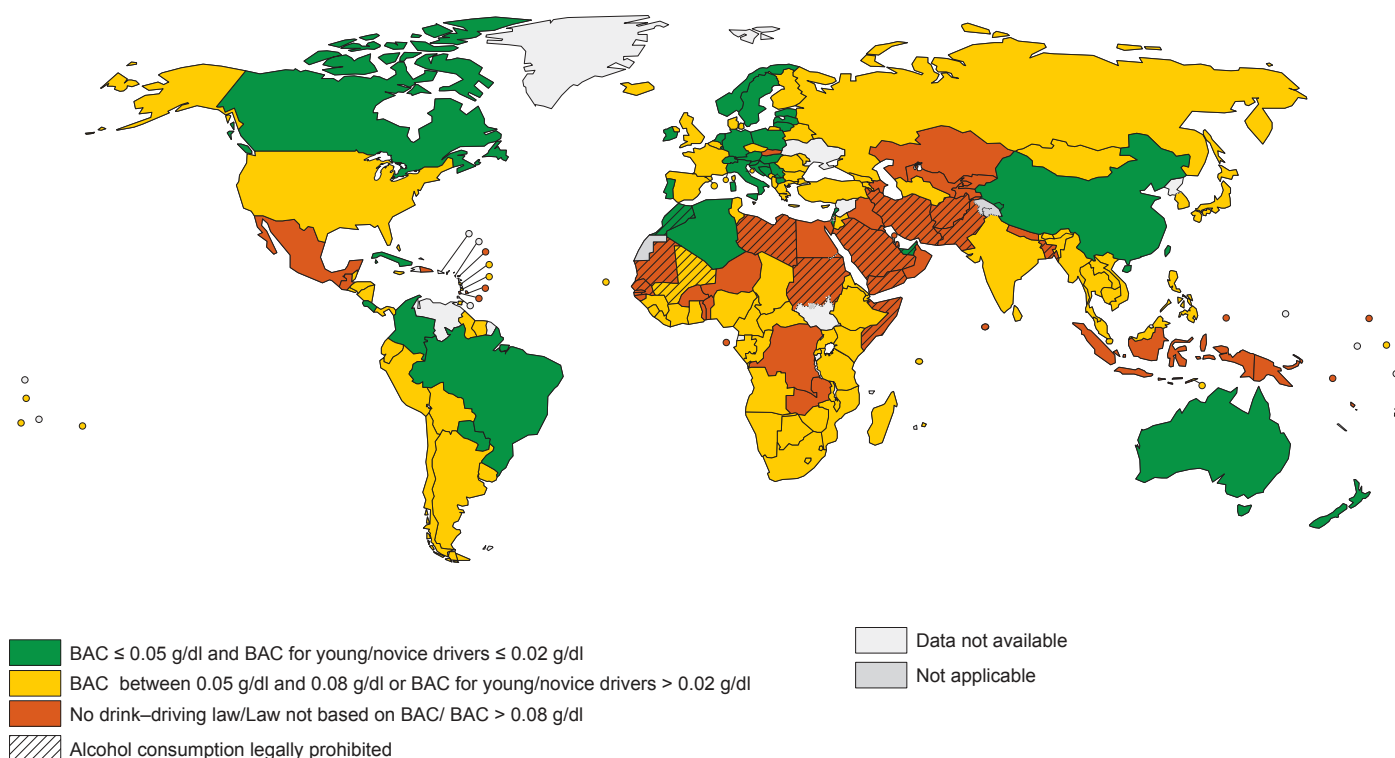 BAC ≤ 0.05 g/dl and BAC for young/novice drivers ≤ 0.02 g/dl
BAC  between 0.05 g/dl and 0.08 g/dl or BAC for young/novice drivers > 0.02 g/dl
No drink–driving law/Law not based on BAC/ BAC > 0.08 g/dl
Alcohol consumption legally prohibited
Data not available
Not applicable